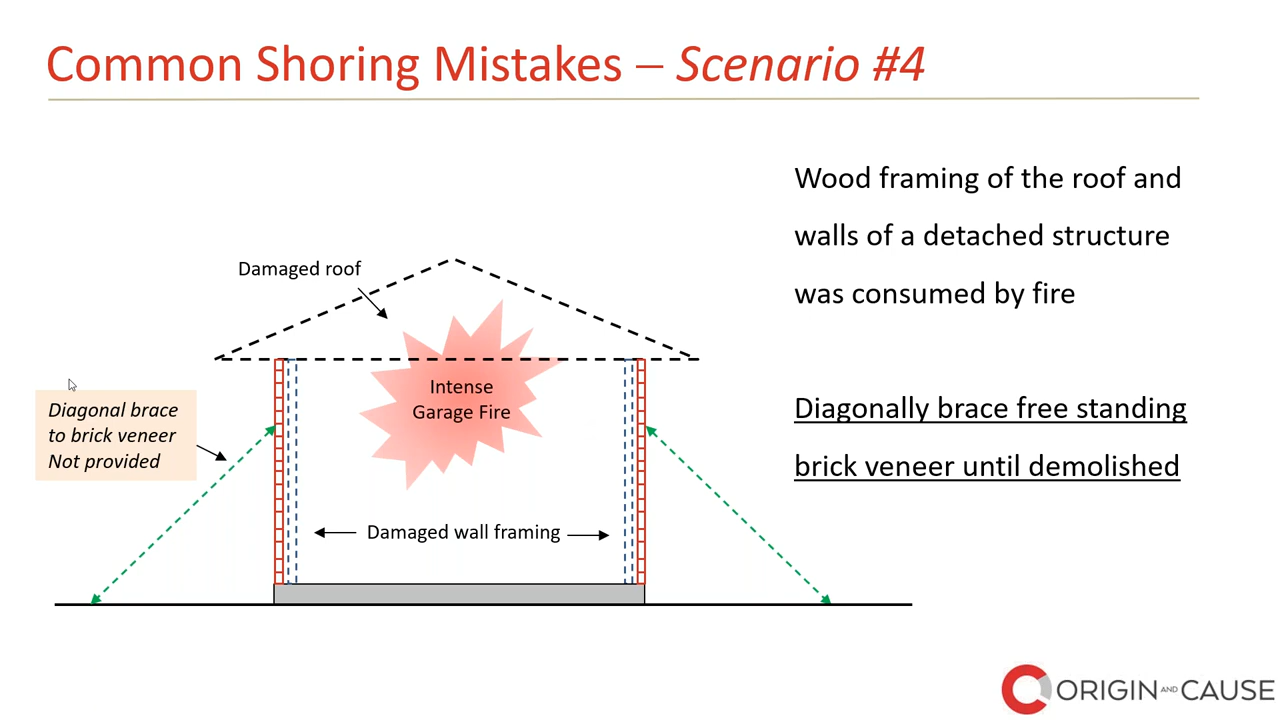 Common Shoring Mistakes – Scenario #4
Wood framing of the roof and
walls of a detached structure
was consumed by fire
Diagonally brace free standing
brick veneer until demolished
Damaged roof
Intense
Garage Fire
Diagonal brace
to brick veneer
Not provided
Damaged wall framing
ORIGIN AND CAUSE